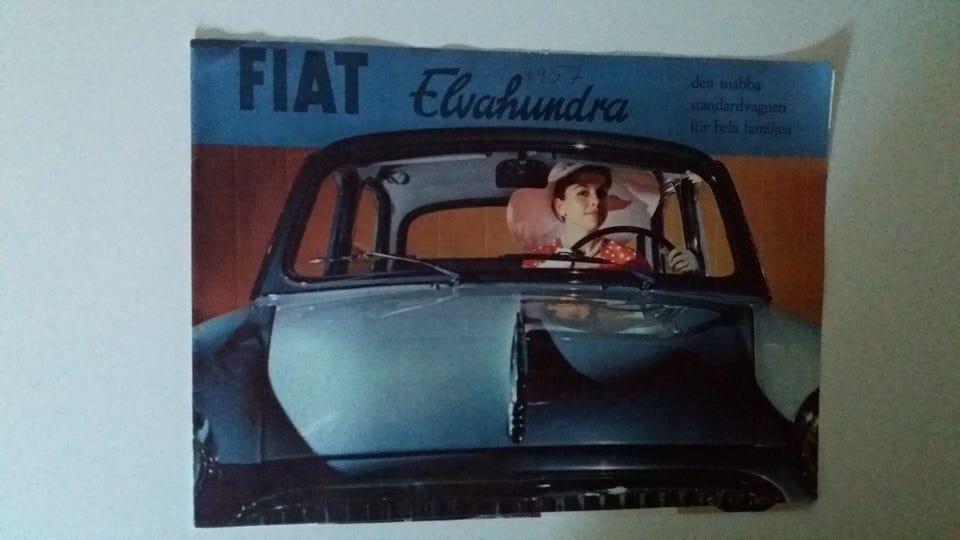 FIAT
Elvahundra
1957
den snabba
standardvagnen
för hela familjen